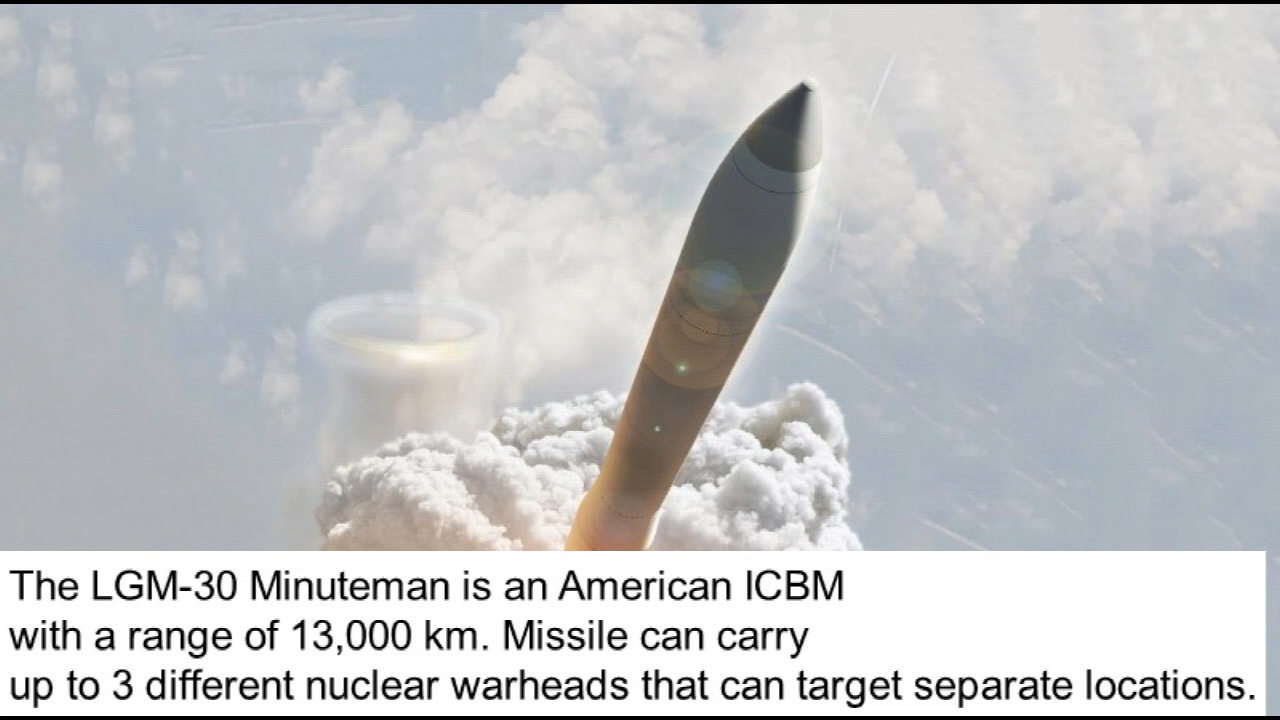 The LGM-30 Minuteman is an American ICBM
with a range of 13,000 km. Missile can carry
up to 3 different nuclear warheads that can target separate locations.